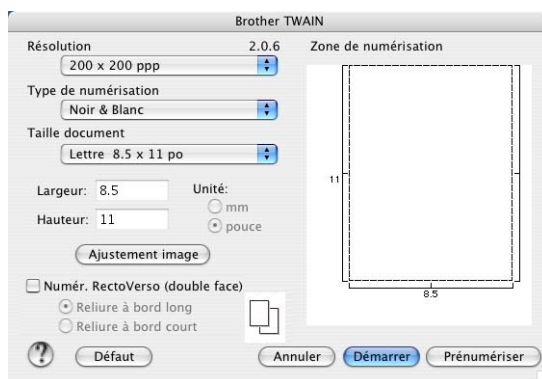 Brother TWAIN
Résolution 2.0.6
200 x 200 ppp
Type de numérisation
Noir & Blanc
Taille document
Lettre 8.5 x 11 po
Largeur: 8.5
Unité:
mm
Hauteur: 11
pouce
Ajustement image
Numér. RectoVerso (double face)
Reliure à bord long
Reliure à bord court
Zone de numérisation
11
8.5
? Défaut Annuler Démarrer Prénumériser